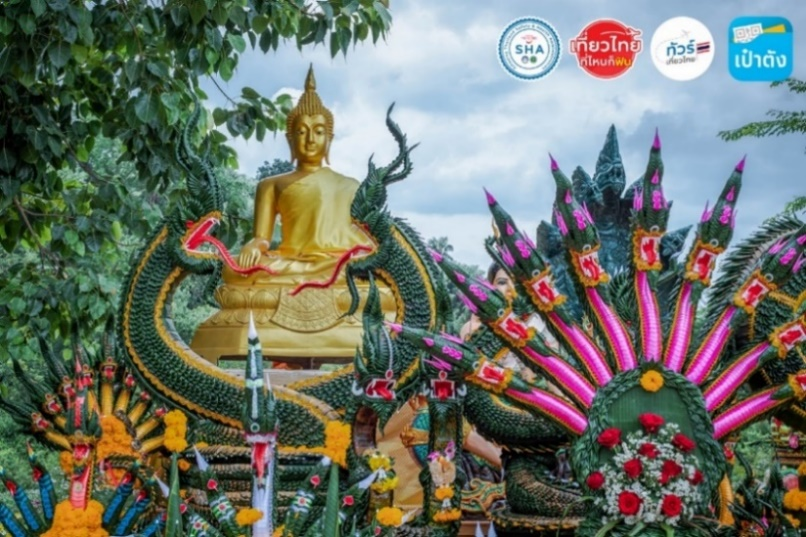 SHA
เที่ยวไทย
ที่ไหนก็ฟิน
ทัวร์
เที่ยวไทย
เป๋าตัง